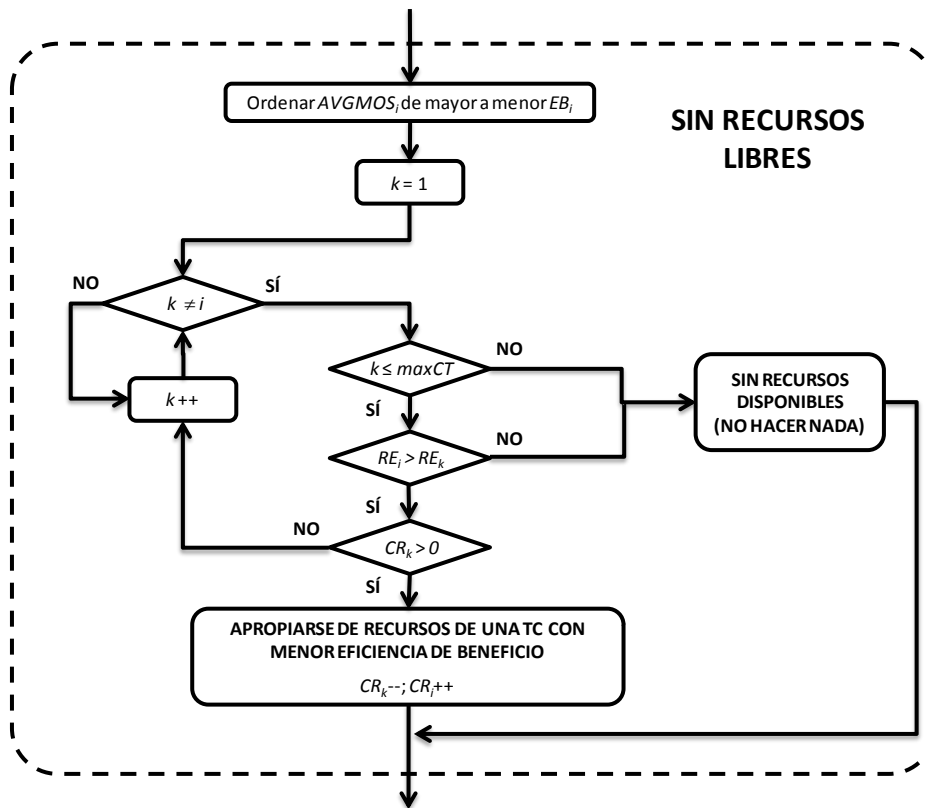 Ordenar AVGMOSi de mayor a menor EBi
SIN RECURSOS
LIBRES
k = 1
NO
SÍ
k ≠ i
NO
k ≤ maxCT
k++
SIN RECURSOS
DISPONIBLES
(NO HACER NADA)
SÍ
NO
REi > REk
SÍ
NO
CRk > 0
SÍ
APROPIARSE DE RECURSOS DE UNA TC CON
MENOR EFICIENCIA DE BENEFICIO
CRk--; CRi++